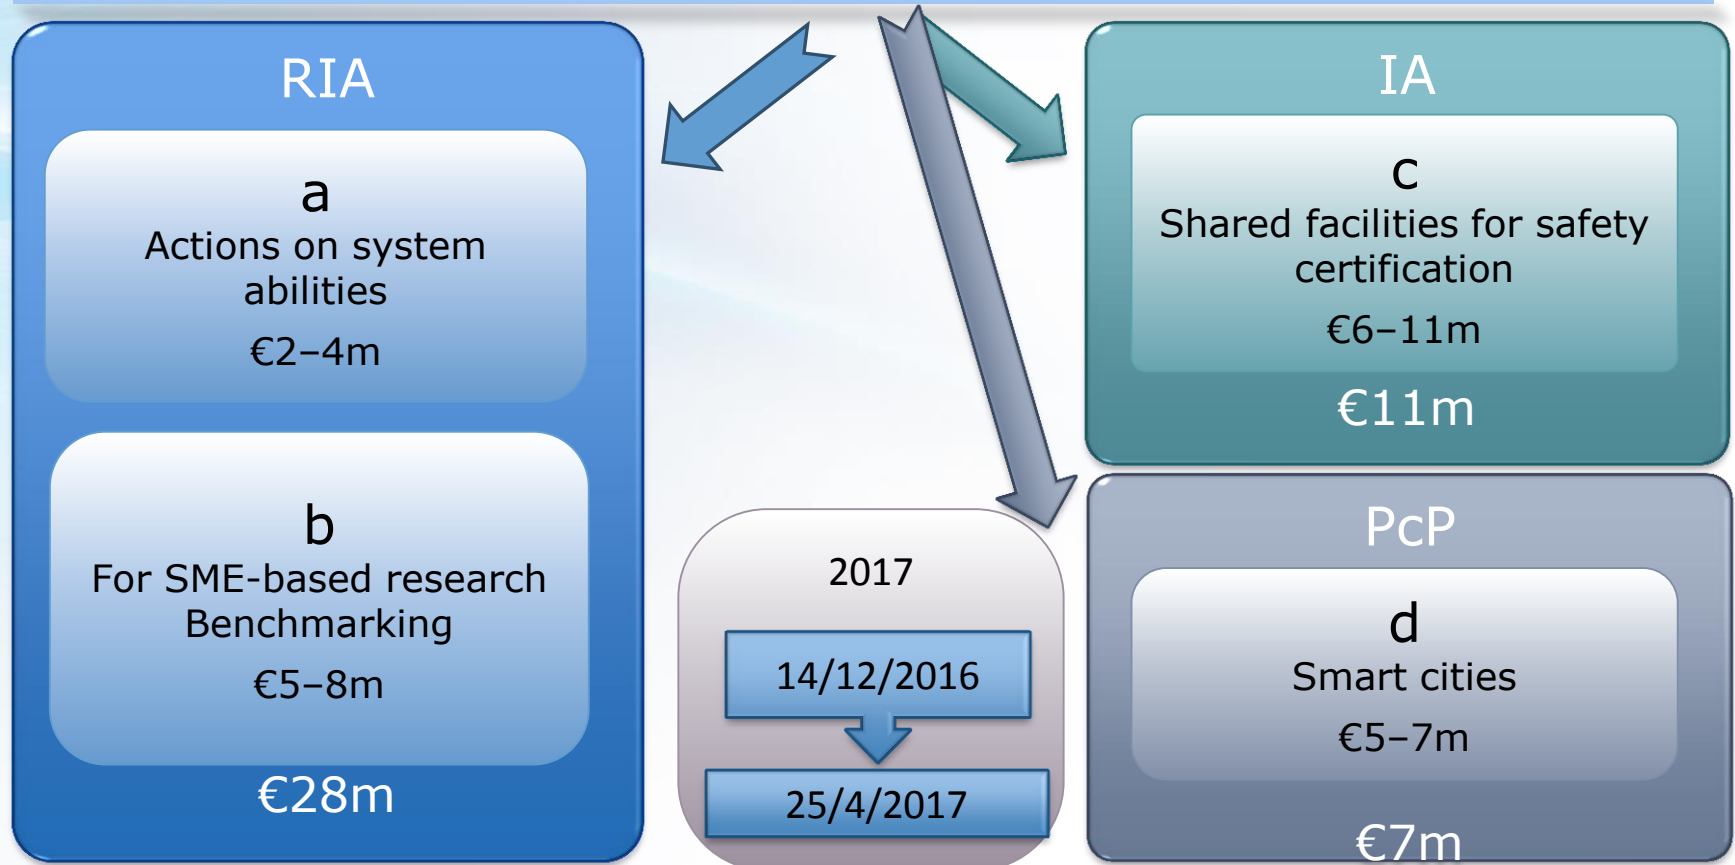 RIA
a
Actions on system
abilities
€2–4m
b
For SME-based research
Benchmarking
€5–8m
€28m
IA
c
Shared facilities for safety
certification
€6–11m
€11m
2017
14/12/2016
25/4/2017
PcP
d
Smart cities
€5–7m
€7m